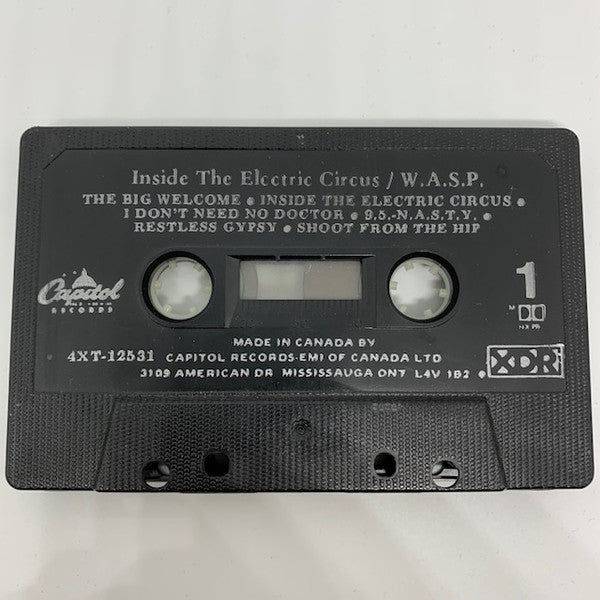 Inside The Electric Circus / W.A.S.P.
THE BIG WELCOME • INSIDE THE ELECTRIC CIRCUS •
I DON'T NEED NO DOCTOR • 9.5.-N.A.S.T.Y. •
RESTLESS GYPSY • SHOOT FROM THE HIP
Capitol
RECORDS
1
4XT-12531
MADE IN CANADA BY
CAPITOL RECORDS-EMI OF CANADA LTD
3109 AMERICAN DR. MISSISSAUGA ONT L4V 1B2 •
XDR